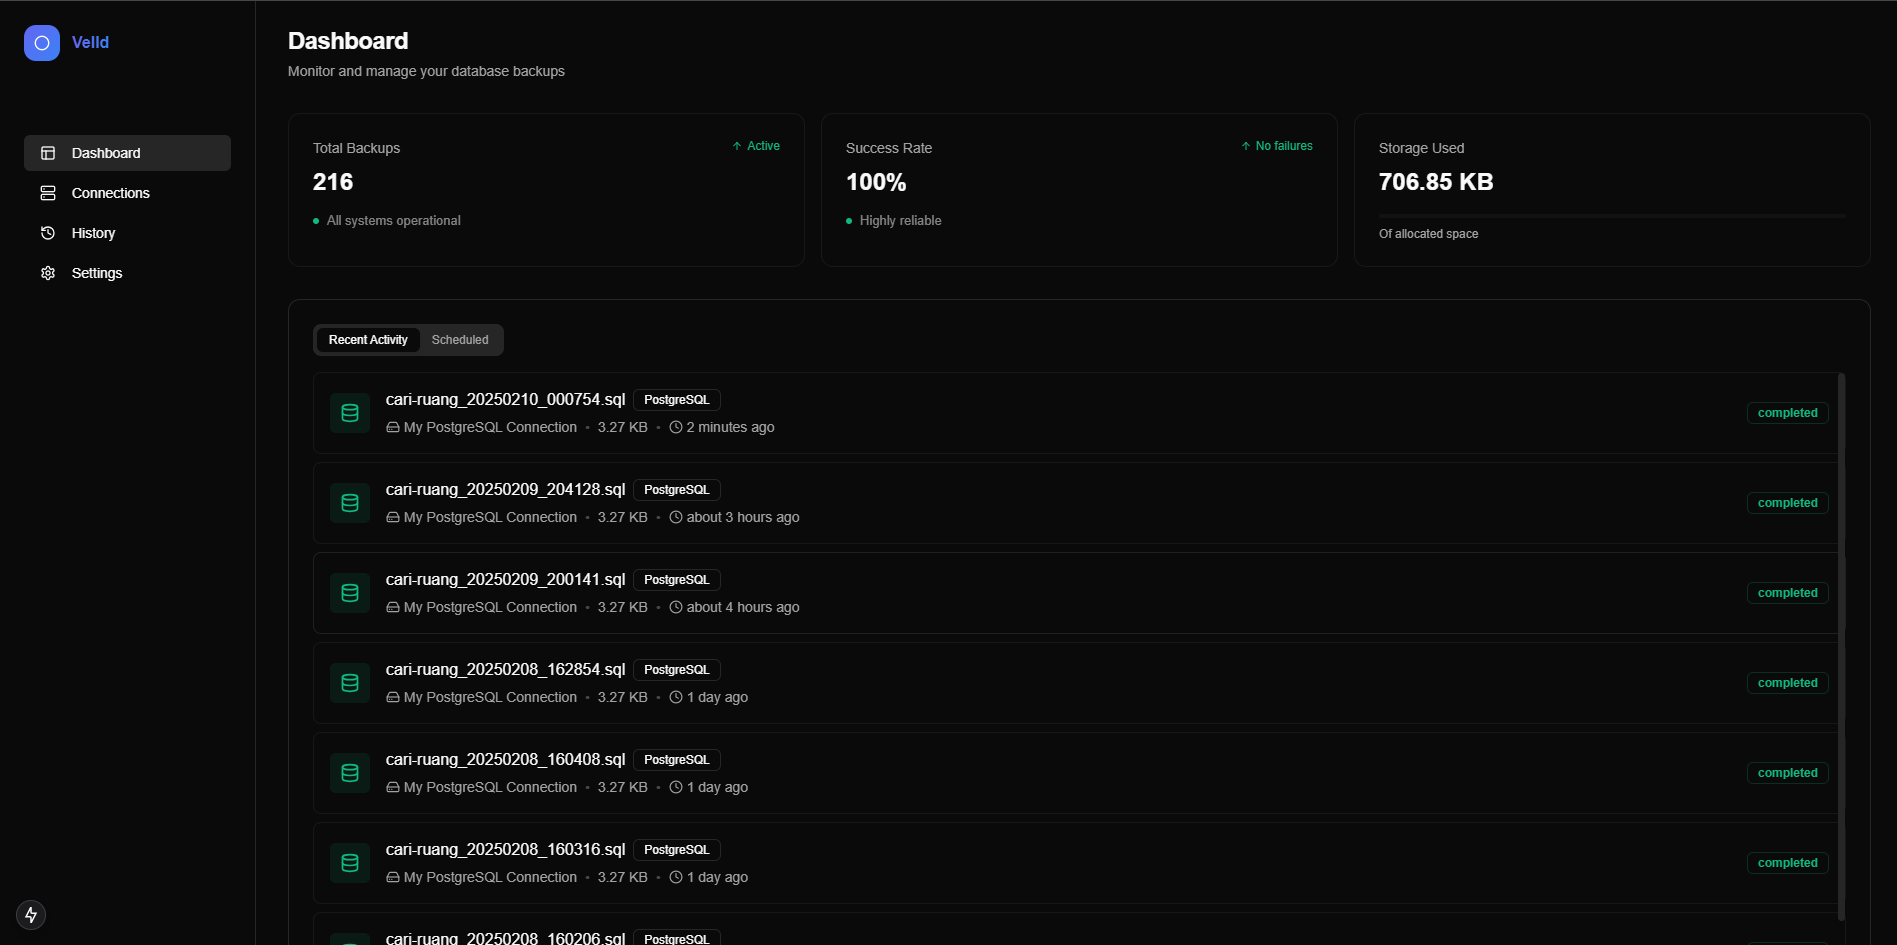 Velld
Dashboard
Connections
History
Settings
Dashboard
Monitor and manage your database backups
Total Backups
Active
216
All systems operational
Success Rate
No failures
100%
Highly reliable
Storage Used
706.85 KB
Of allocated space
Recent Activity
Scheduled
cari-ruang_20250210_000754.sql PostgreSQL
My PostgreSQL Connection • 3.27 KB • 2 minutes ago
completed
cari-ruang_20250209_204128.sql PostgreSQL
My PostgreSQL Connection • 3.27 KB • about 3 hours ago
completed
cari-ruang_20250209_200141.sql PostgreSQL
My PostgreSQL Connection • 3.27 KB • about 4 hours ago
completed
cari-ruang_20250208_162854.sql PostgreSQL
My PostgreSQL Connection • 3.27 KB • 1 day ago
completed
cari-ruang_20250208_160408.sql PostgreSQL
My PostgreSQL Connection • 3.27 KB • 1 day ago
completed
cari-ruang_20250208_160316.sql PostgreSQL
My PostgreSQL Connection • 3.27 KB • 1 day ago
completed
cari-ruang_20250208_160206.sql PostgreSQL